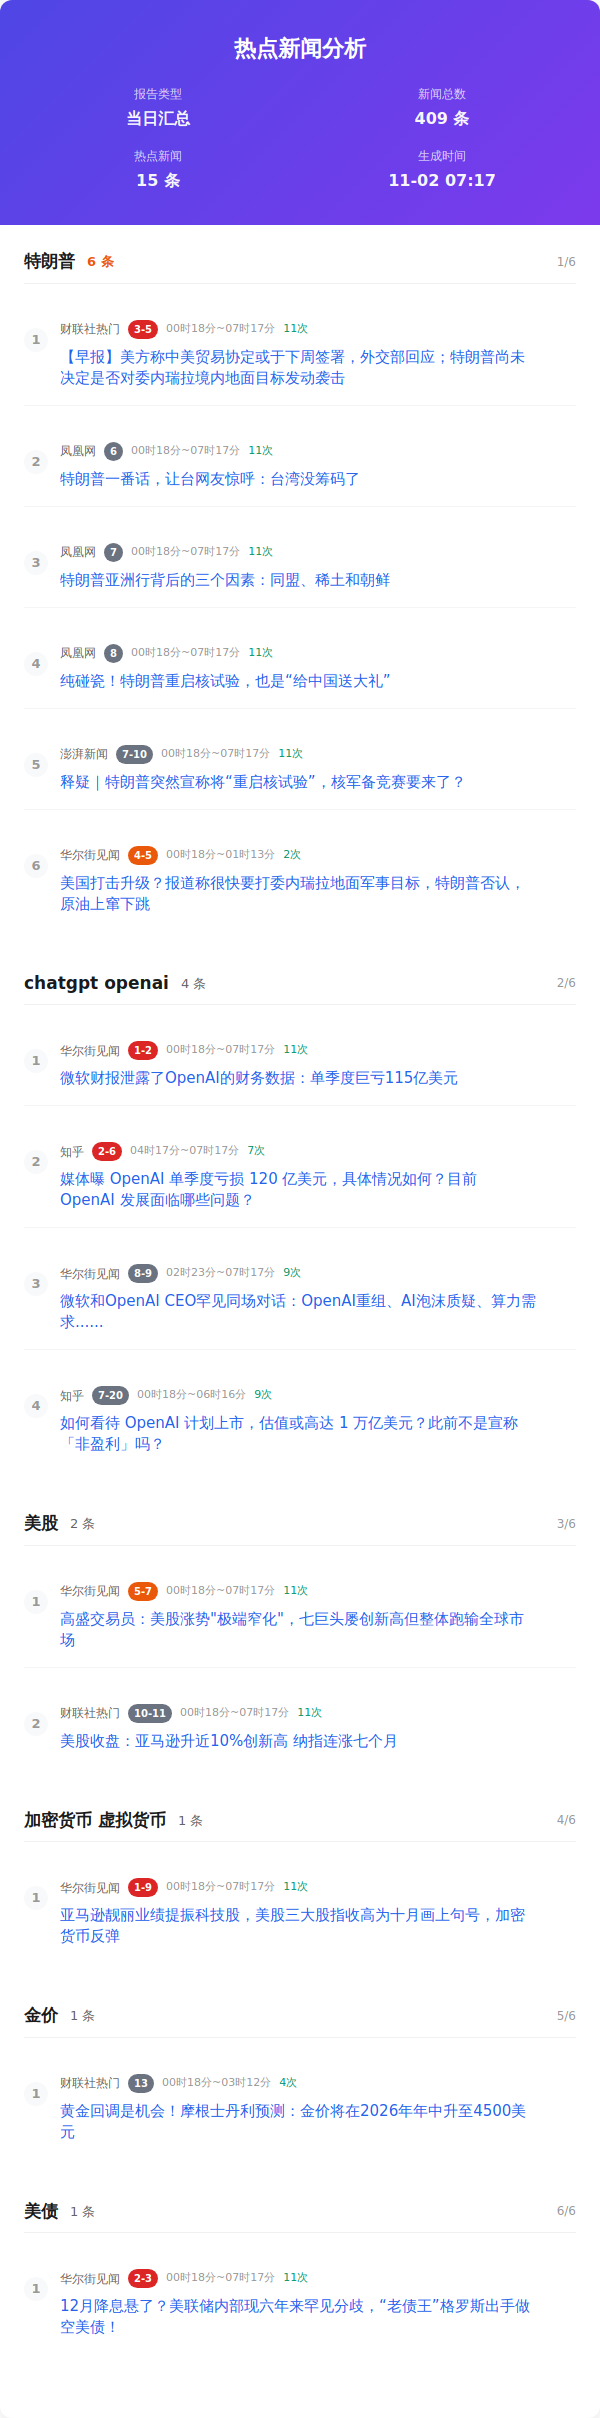 热点新闻分析
报告类型
新闻总数
当日汇总
409 条
热点新闻
生成时间
15 条
11-02 07:17
特朗普 6 条 1/6
1 财联社热门 3-5 00时18分~07时17分 11次
【早报】美方称中美贸易协定或于下周签署，外交部回应；特朗普尚未
决定是否对委内瑞拉境内地面目标发动袭击
2 凤凰网 6 00时18分~07时17分 11次
特朗普一番话，让台网友惊呼：台湾没筹码了
3 凤凰网 7 00时18分~07时17分 11次
特朗普亚洲行背后的三个因素：同盟、稀土和朝鲜
4 凤凰网 8 00时18分~07时17分 11次
纯碰瓷！特朗普重启核试验，也是“给中国送大礼”
5 澎湃新闻 7-10 00时18分~07时17分 11次
释疑｜特朗普突然宣称将“重启核试验”，核军备竞赛要来了？
6 华尔街见闻 4-5 00时18分~01时13分 2次
美国打击升级？报道称很快要打委内瑞拉地面军事目标，特朗普否认，
原油上窜下跳
chatgpt openai 4 条 2/6
1 华尔街见闻 1-2 00时18分~07时17分 11次
微软财报泄露了OpenAI的财务数据：单季度巨亏115亿美元
2 知乎 2-6 04时17分~07时17分 7次
媒体曝 OpenAI 单季度亏损 120 亿美元，具体情况如何？目前
OpenAI 发展面临哪些问题？
3 华尔街见闻 8-9 02时23分~07时17分 9次
微软和OpenAI CEO罕见同场对话：OpenAI重组、AI泡沫质疑、算力需
求......
4 知乎 7-20 00时18分~06时16分 9次
如何看待 OpenAI 计划上市，估值或高达 1 万亿美元？此前不是宣称
「非盈利」吗？
美股 2 条 3/6
1 华尔街见闻 5-7 00时18分~07时17分 11次
高盛交易员：美股涨势"极端窄化"，七巨头屡创新高但整体跑输全球市
场
2 财联社热门 10-11 00时18分~07时17分 11次
美股收盘：亚马逊升近10%创新高 纳指连涨七个月
加密货币 虚拟货币 1 条 4/6
1 华尔街见闻 1-9 00时18分~07时17分 11次
亚马逊靓丽业绩提振科技股，美股三大股指收高为十月画上句号，加密
货币反弹
金价 1 条 5/6
1 财联社热门 13 00时18分~03时12分 4次
黄金回调是机会！摩根士丹利预测：金价将在2026年年中升至4500美
元
美债 1 条 6/6
1 华尔街见闻 2-3 00时18分~07时17分 11次
12月降息悬了？美联储内部现六年来罕见分歧，“老债王”格罗斯出手做
空美债！